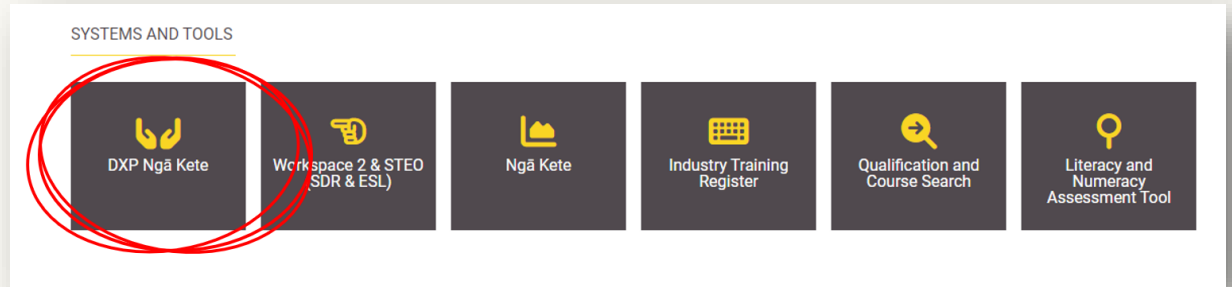 SYSTEMS AND TOOLS
DXP Ngā Kete
Workspace 2 & STEO
(SDR & ESL)
Ngā Kete
Industry Training
Register
Qualification and
Course Search
Literacy and
Numeracy
Assessment Tool